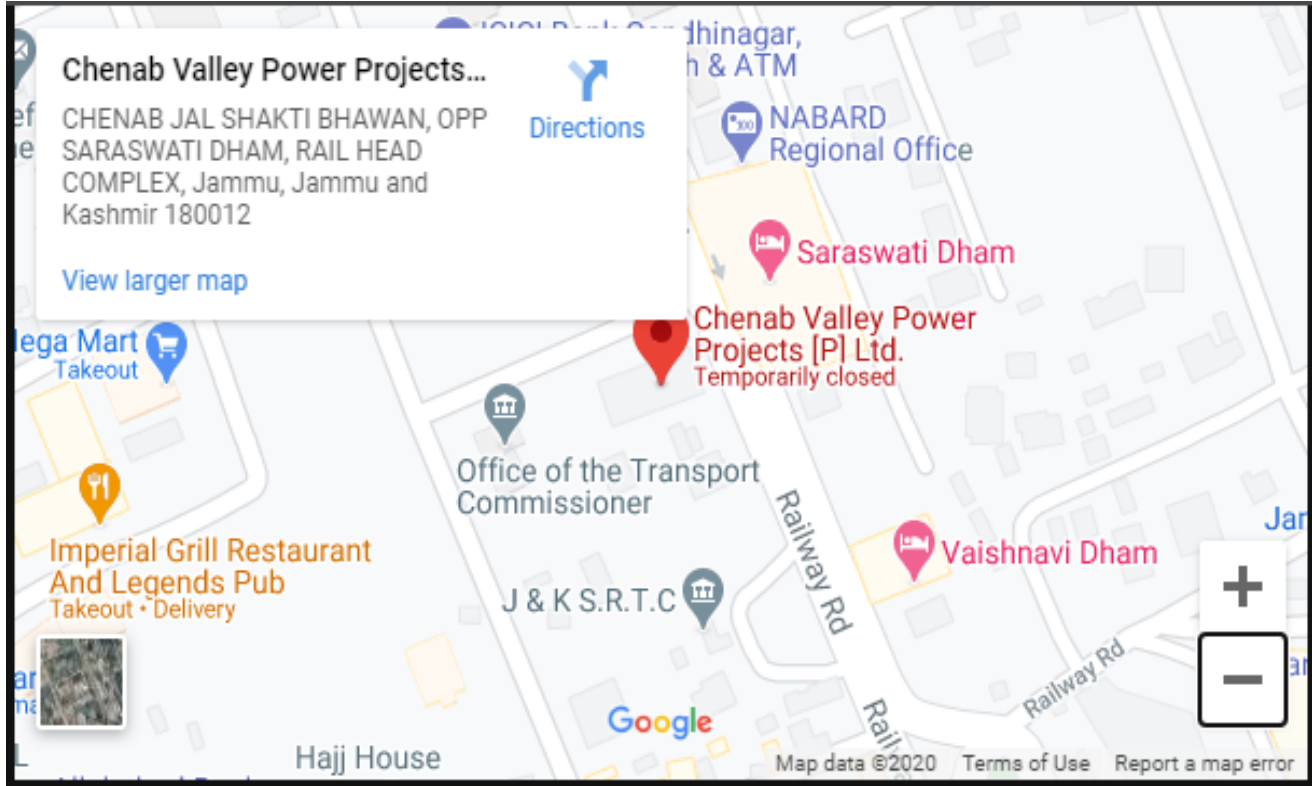 Chenab Valley Power Projects...
CHENAB JAL SHAKTI BHAWAN, OPP
SARASWATI DHAM, RAIL HEAD
COMPLEX, Jammu, Jammu and
Kashmir 180012
View larger map
Directions
NABARD
Regional Office
& ATM
Saraswati Dham
Chenab Valley Power
Projects [P] Ltd.
Temporarily closed
Mart
Takeout
Office of the Transport
Commissioner
Imperial Grill Restaurant
And Legends Pub
Takeout • Delivery
J & K S.R.T.C
Railway Rd
Vaishnavi Dham
Railway Rd
Hajj House
Google
Map data ©2020 Terms of Use Report a map error